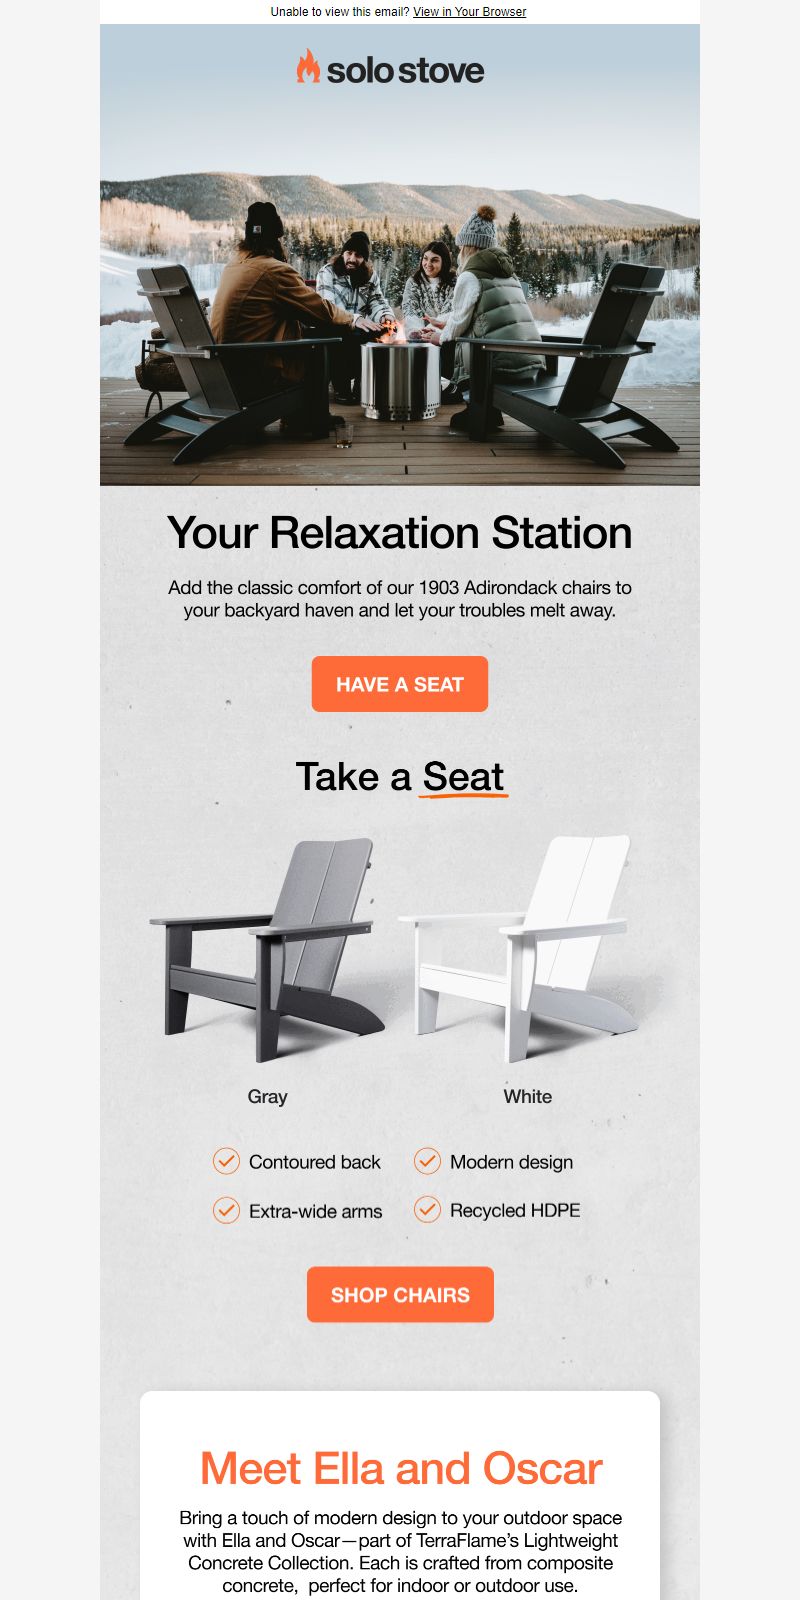 Unable to view this email? View in Your Browser
solo stove
Your Relaxation Station
Add the classic comfort of our 1903 Adirondack chairs to
your backyard haven and let your troubles melt away.
HAVE A SEAT
Take a Seat
Gray
White
Contoured back
Modern design
Extra-wide arms
Recycled HDPE
SHOP CHAIRS
Meet Ella and Oscar
Bring a touch of modern design to your outdoor space
with Ella and Oscar—part of TerraFlame’s Lightweight
Concrete Collection. Each is crafted from composite
concrete,  perfect for indoor or outdoor use.